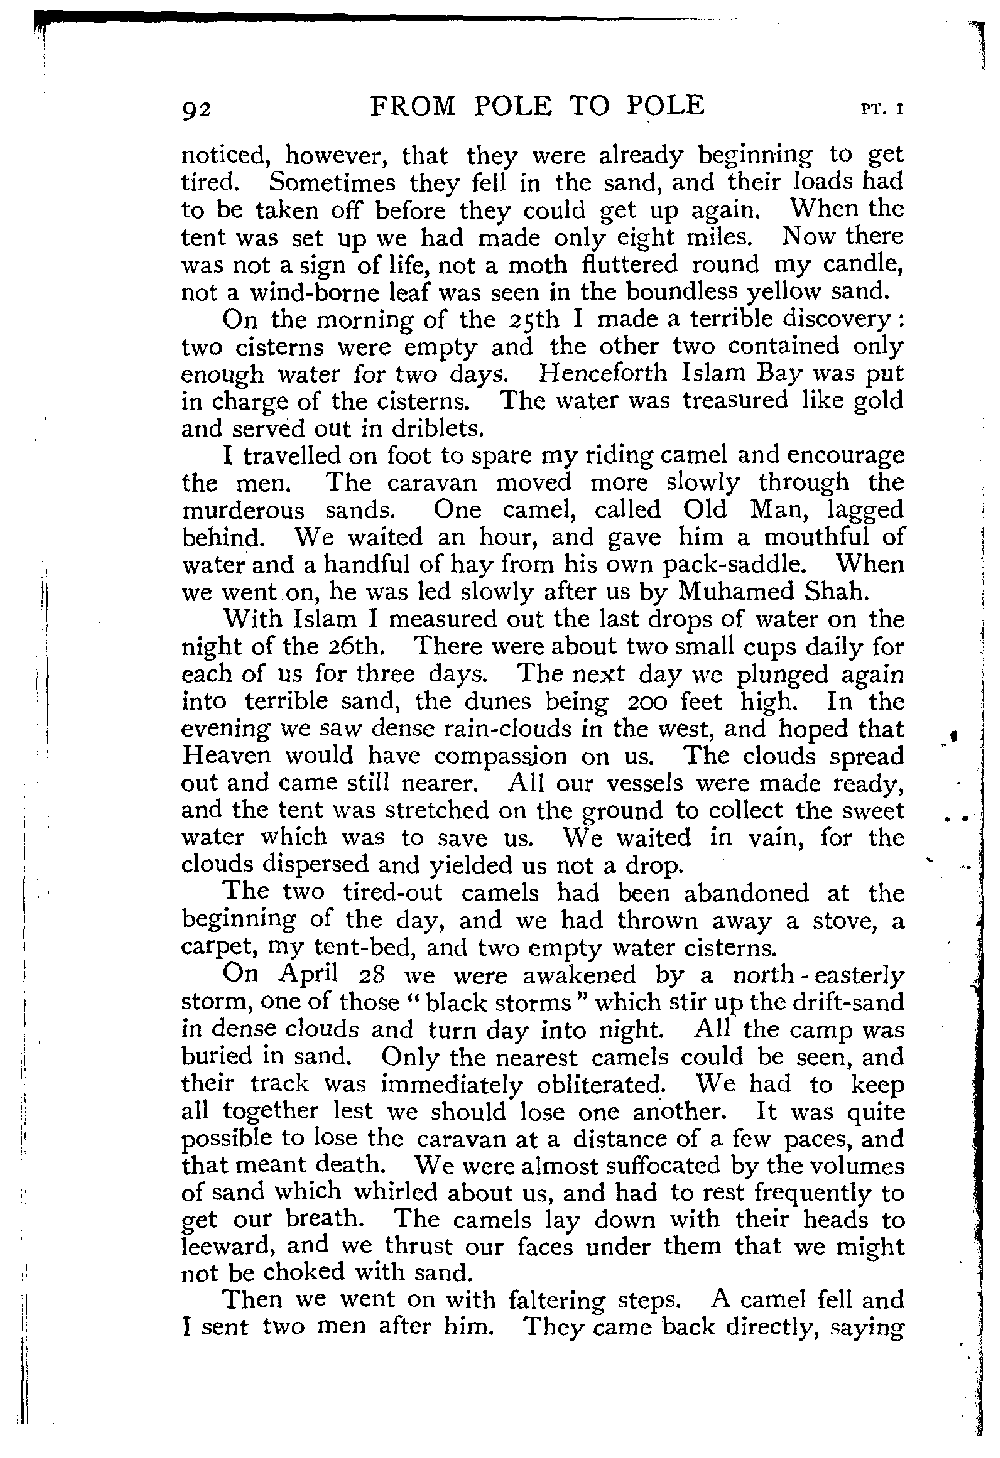 92 FROM POLE TO POLE PT. I
noticed, however, that they were already beginning to get
tired. Sometimes they fell in the sand, and their loads had
to be taken off before they could get up again. When the
tent was set up we had made only eight miles. Now there
was not a sign of life, not a moth fluttered round my candle,
not a wind-borne leaf was seen in the boundless yellow sand.
On the morning of the 25th I made a terrible discovery:
two cisterns were empty and the other two contained only
enough water for two days. Henceforth Islam Bay was put
in charge of the cisterns. The water was treasured like gold
and served out in driblets.
I travelled on foot to spare my riding camel and encourage
the men. The caravan moved more slowly through the
murderous sands. One camel, called Old Man, lagged
behind. We waited an hour, and gave him a mouthful of
water and a handful of hay from his own pack-saddle. When
we went on, he was led slowly after us by Muhamed Shah.
With Islam I measured out the last drops of water on the
night of the 26th. There were about two small cups daily for
each of us for three days. The next day we plunged again
into terrible sand, the dunes being 200 feet high. In the
evening we saw dense rain-clouds in the west, and hoped that
Heaven would have compassion on us. The clouds spread
out and came still nearer. All our vessels were made ready,
and the tent was stretched on the ground to collect the sweet
water which was to save us. We waited in vain, for the
clouds dispersed and yielded us not a drop.
The two tired-out camels had been abandoned at the
beginning of the day, and we had thrown away a stove, a
carpet, my tent-bed, and two empty water cisterns.
On April 28 we were awakened by a north-easterly
storm, one of those "black storms" which stir up the drift-sand
in dense clouds and turn day into night. All the camp was
buried in sand. Only the nearest camels could be seen, and
their track was immediately obliterated. We had to keep
all together lest we should lose one another. It was quite
possible to lose the caravan at a distance of a few paces, and
that meant death. We were almost suffocated by the volumes
of sand which whirled about us, and had to rest frequently to
get our breath. The camels lay down with their heads to
leeward, and we thrust our faces under them that we might
not be choked with sand.
Then we went on with faltering steps. A camel fell and
I sent two men after him. They came back directly, saying